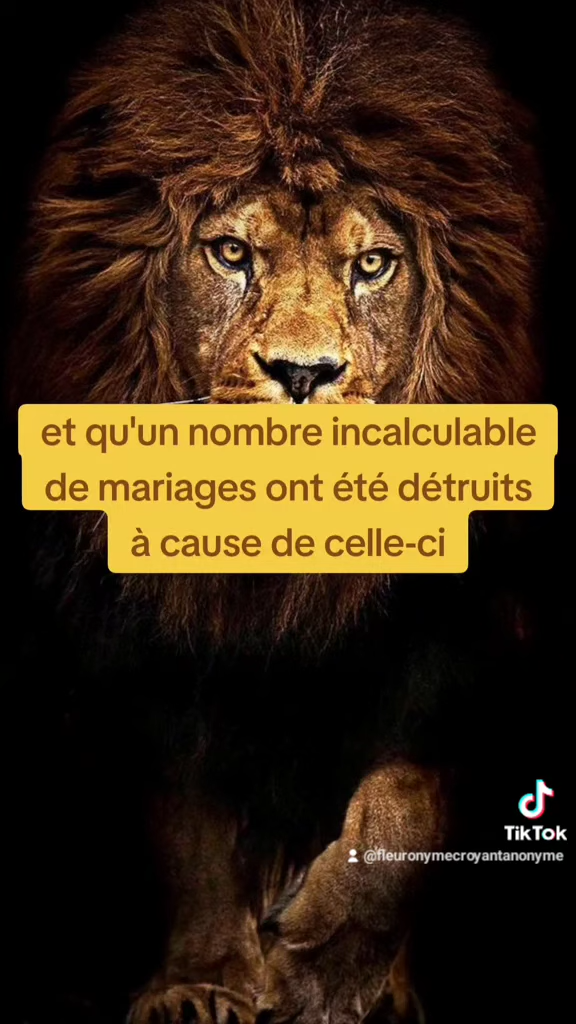 et qu'un nombre incalculable
de mariages ont été détruits
à cause de celle-ci
TikTok
@fleuronymecroyantanonyme